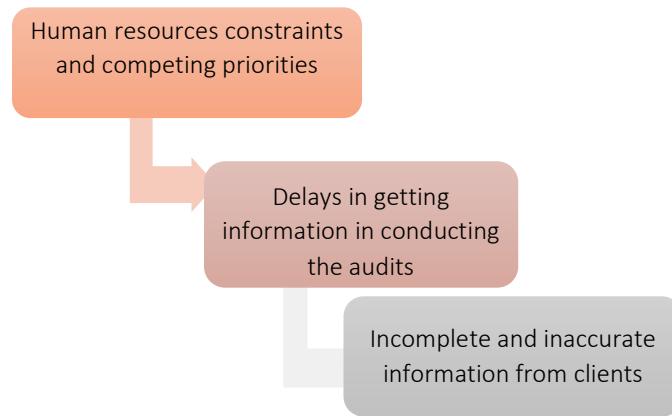 Human resources constraints
and competing priorities
Delays in getting
information in conducting
the audits
Incomplete and inaccurate
information from clients